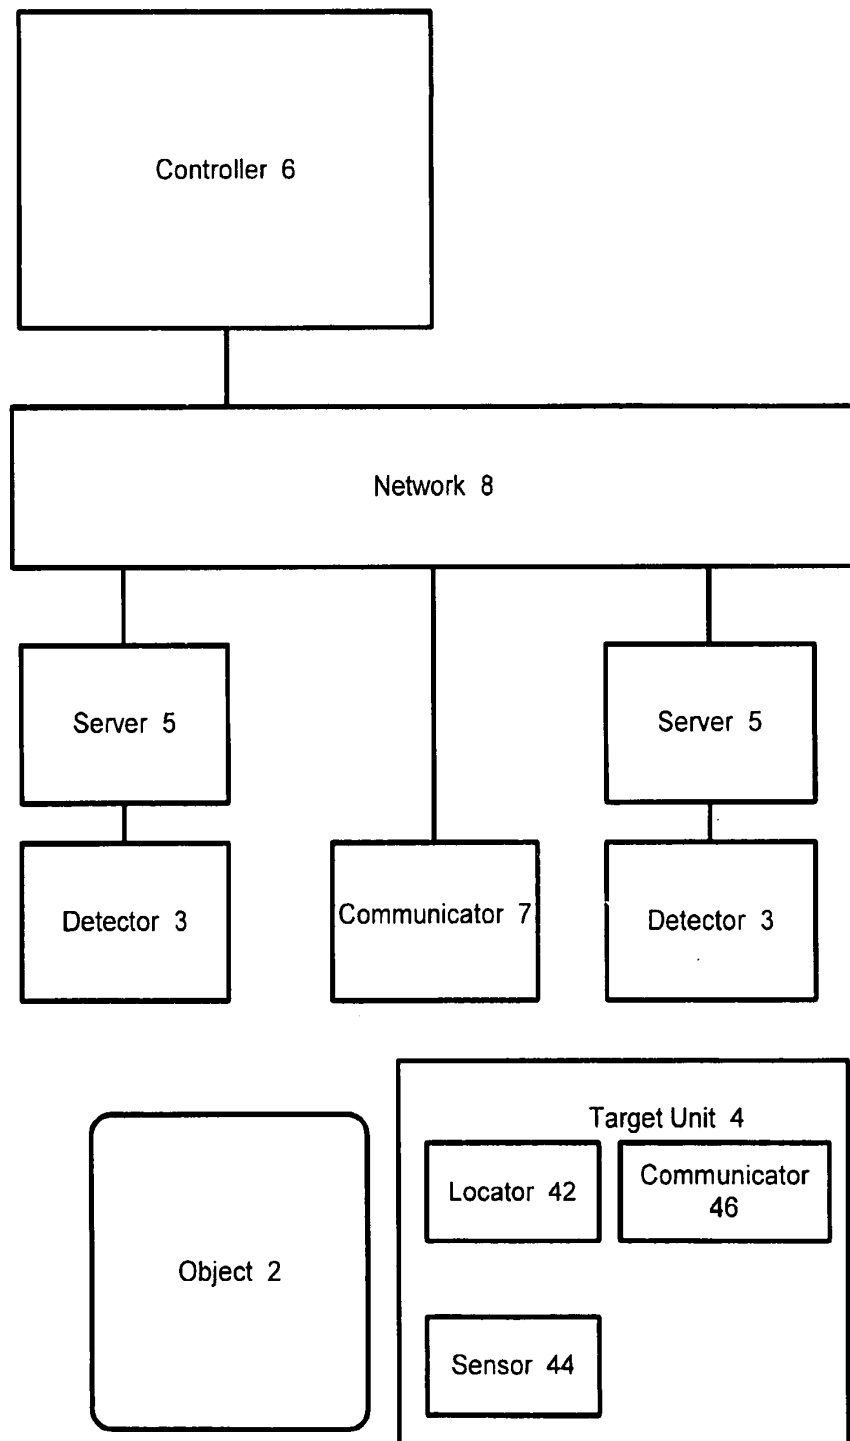 Controller 6
Network 8
Server 5
Server 5
Detector 3
Communicator 7
Detector 3
Target Unit 4
Locator 42
Communicator
46
Object 2
Sensor 44